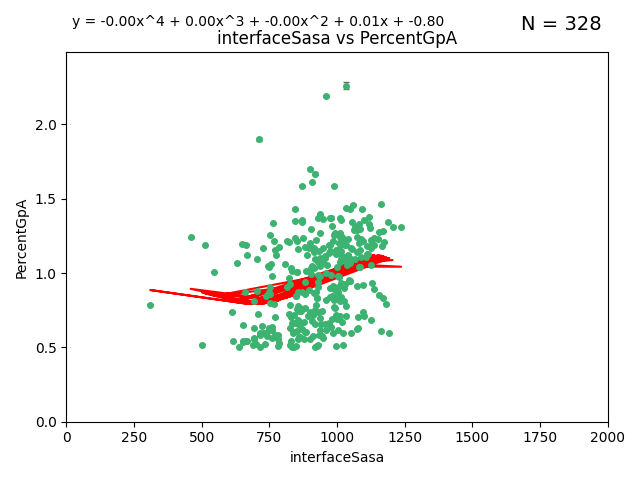 y = -0.00x^4 + 0.00x^3 + -0.00x^2 + 0.01x + -0.80
N = 328
interfaceSasa vs PercentGpA
PercentGpA
2.0
1.5
1.0
0.5
0.0
0 250 500 750 1000 1250 1500 1750 2000
interfaceSasa